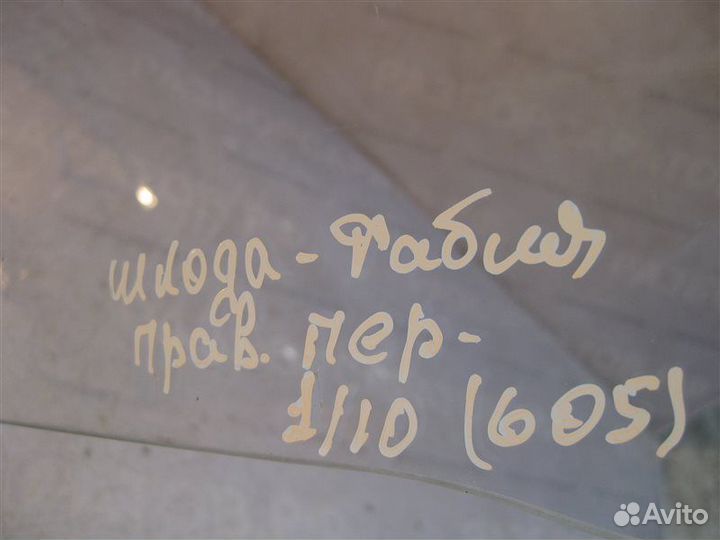 шкода - Фабия
прав. пер-
1/10 (605)
Avito